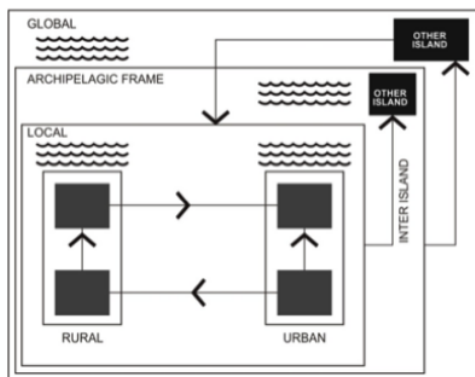 GLOBAL
OTHER
ISLAND
ARCHIPELAGIC FRAME
OTHER
ISLAND
LOCAL
INTER ISLAND
RURAL
URBAN